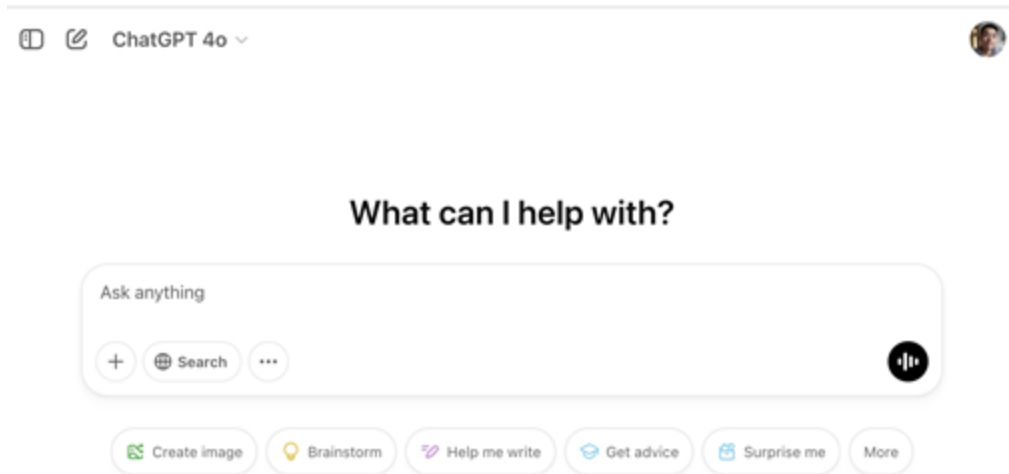 ChatGPT 4o
What can I help with?
Ask anything
Search
Create image Brainstorm Help me write Get advice Surprise me More